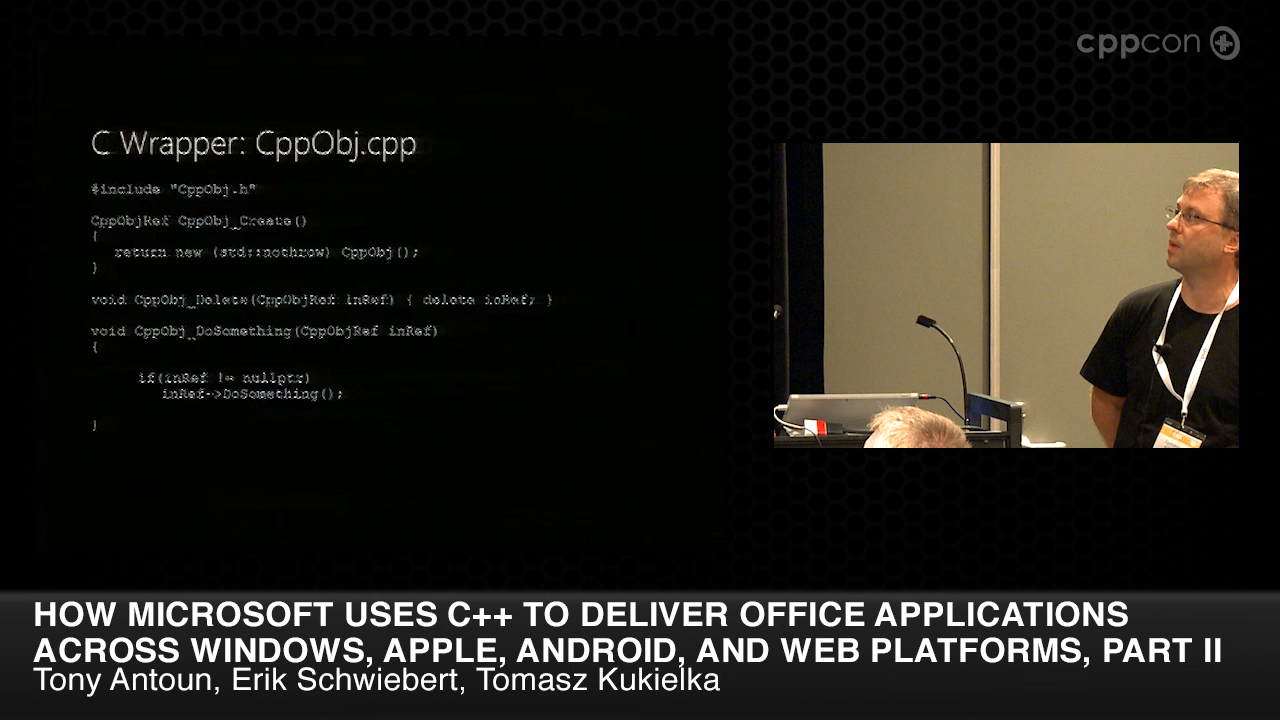 cppcon
C Wrapper: CppObj.cpp
#include "CppObj.h"
CppObjRef CppObj_Create()
{
return new (std::nothrow) CppObj();
}
void CppObj_Delete(CppObjRef inRef) { delete inRef; }
void CppObj_DoSomething(CppObjRef inRef)
{
if(inRef != nullptr)
inRef->DoSomething();
}
HOW MICROSOFT USES C++ TO DELIVER OFFICE APPLICATIONS
ACROSS WINDOWS, APPLE, ANDROID, AND WEB PLATFORMS, PART II
Tony Antoun, Erik Schwiebert, Tomasz Kukielka